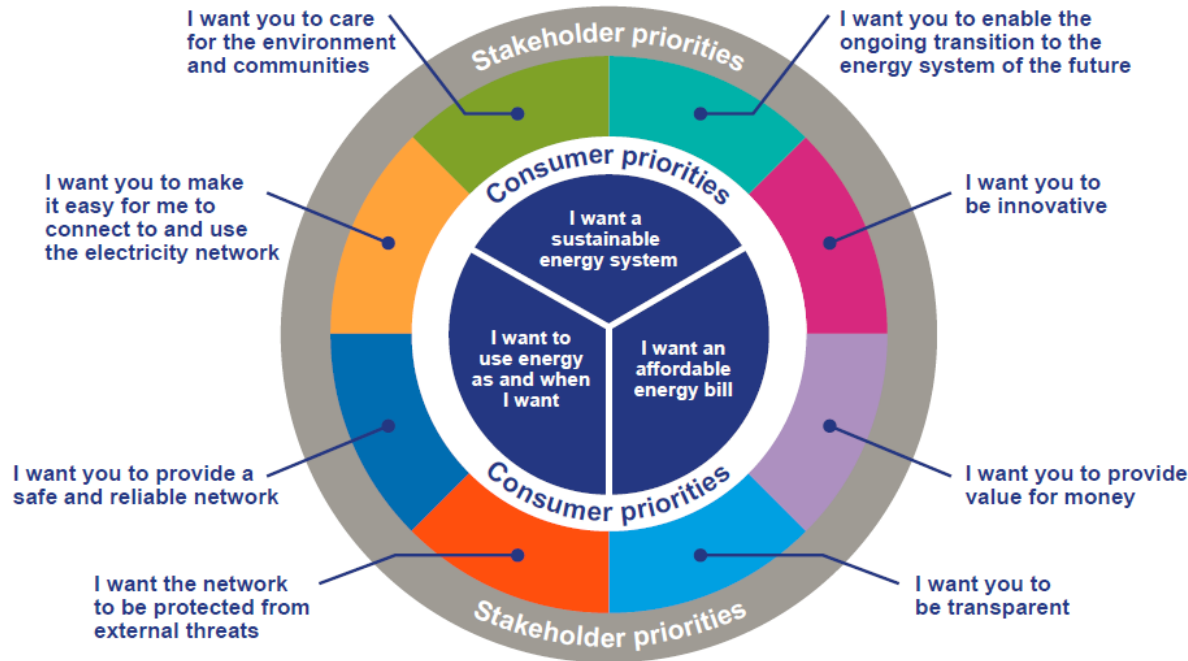 I want you to care
for the environment
and communities
Stakeholder priorities
I want you to enable the
ongoing transition to the
energy system of the future
I want you to make
it easy for me to
connect to and use
the electricity network
Consumer priorities
I want a
sustainable
energy system
I want you to
be innovative
I want to
use energy
as and when
I want
I want an
affordable
energy bill
I want you to provide a
safe and reliable network
Consumer priorities
I want you to provide
value for money
I want the network
to be protected from
external threats
Stakeholder priorities
I want you to
be transparent